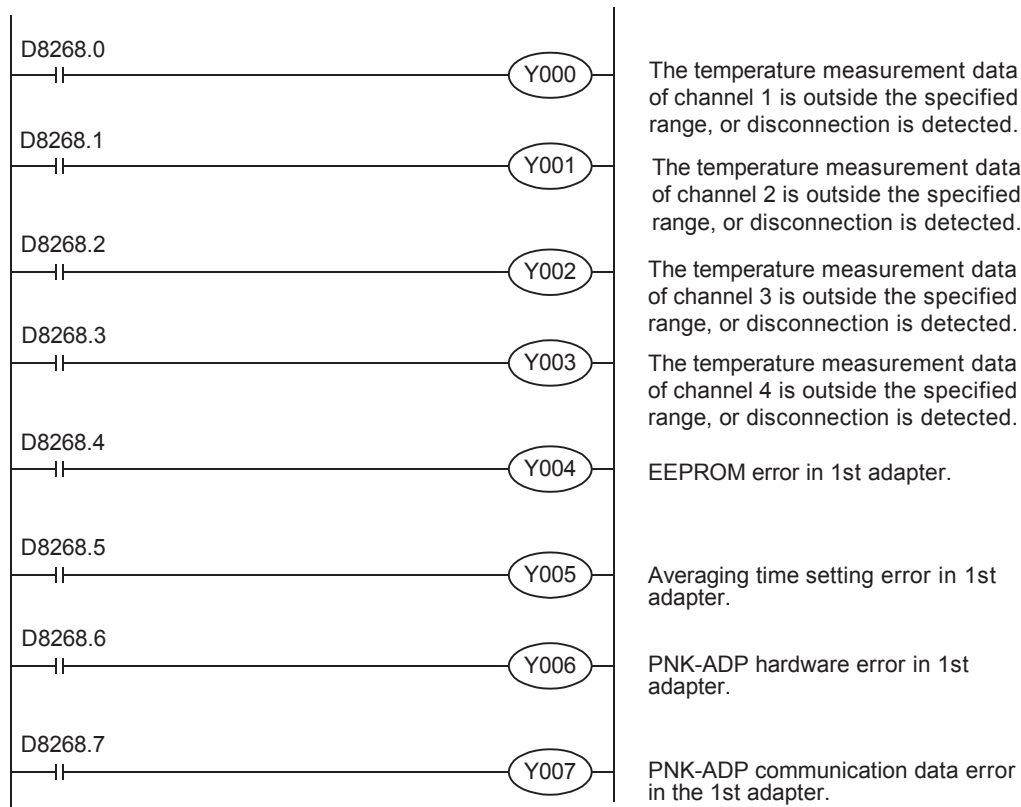 D8268.0
Y000
The temperature measurement data
of channel 1 is outside the specified
range, or disconnection is detected.
D8268.1
Y001
The temperature measurement data
of channel 2 is outside the specified
range, or disconnection is detected.
D8268.2
Y002
The temperature measurement data
of channel 3 is outside the specified
range, or disconnection is detected.
D8268.3
Y003
The temperature measurement data
of channel 4 is outside the specified
range, or disconnection is detected.
D8268.4
Y004
EEPROM error in 1st adapter.
D8268.5
Y005
Averaging time setting error in 1st
adapter.
D8268.6
Y006
PNK-ADP hardware error in 1st
adapter.
D8268.7
Y007
PNK-ADP communication data error
in the 1st adapter.